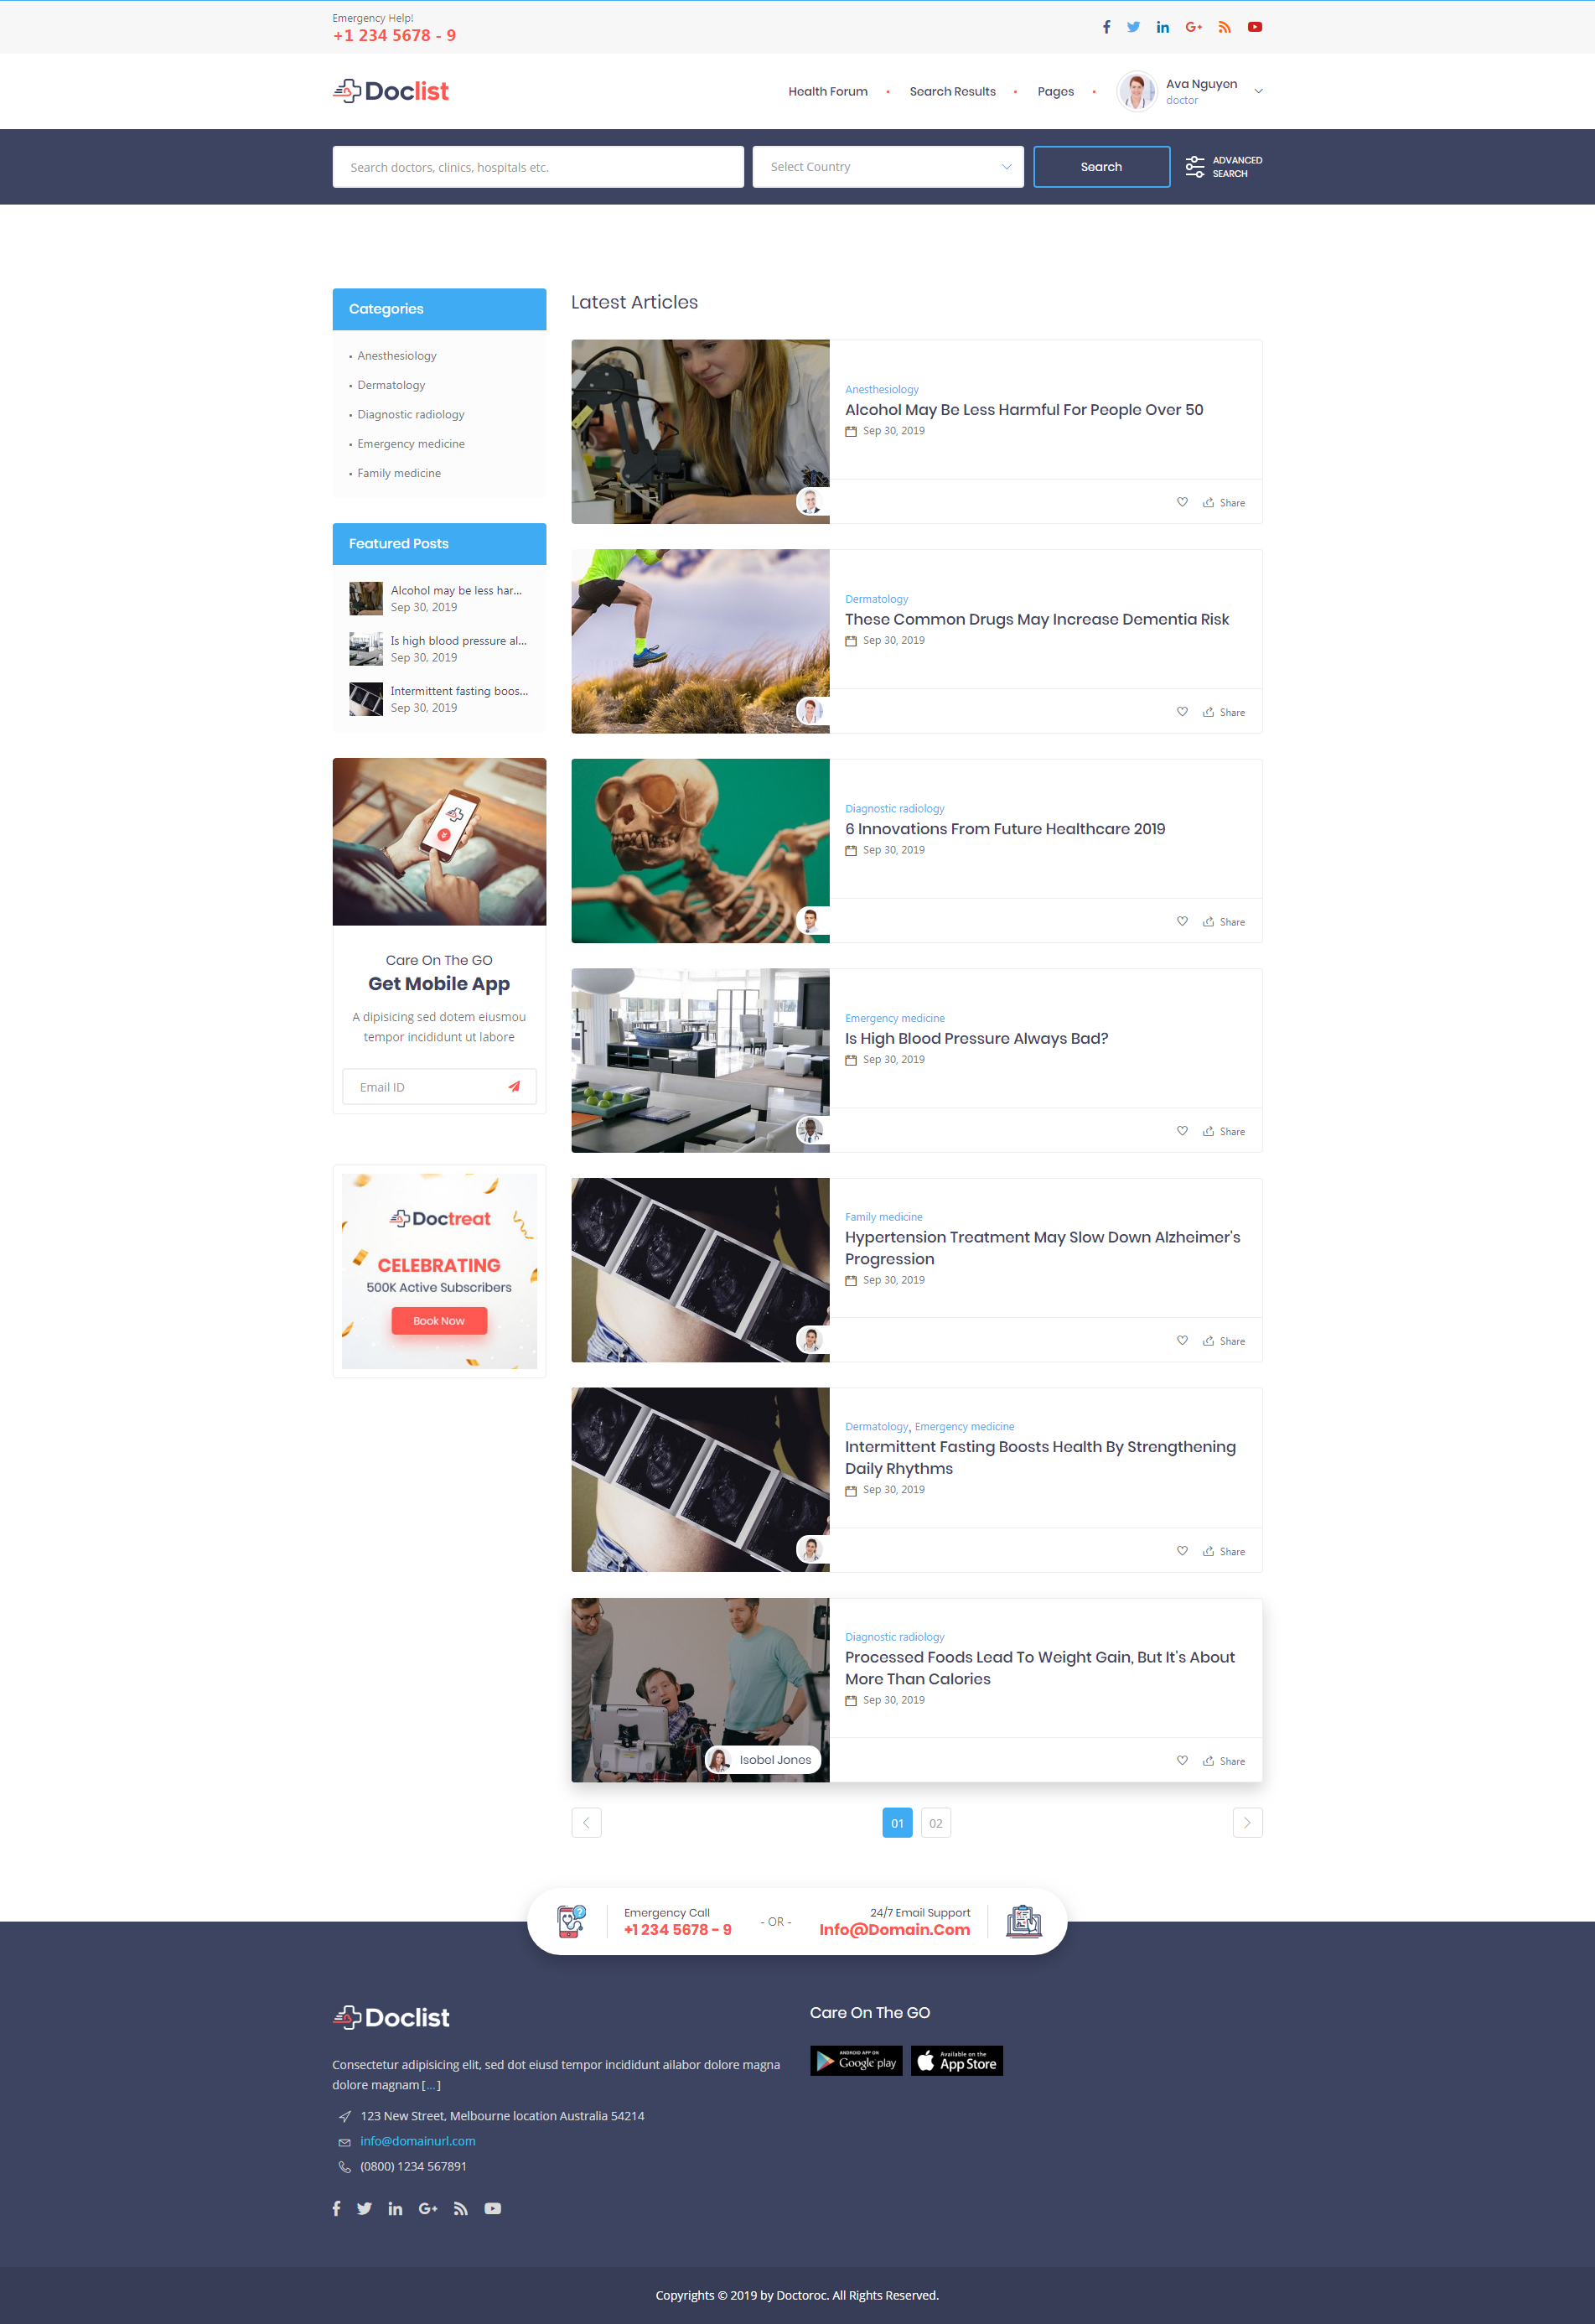 Emergency Help!
+1 234 5678 - 9
Doclist
Health Forum
Search Results
Pages
Ava Nguyen
doctor
Search doctors, clinics, hospitals etc.
Select Country
Search
ADVANCED
SEARCH
Categories
Anesthesiology
Dermatology
Diagnostic radiology
Emergency medicine
Family medicine
Featured Posts
Alcohol may be less har...
Sep 30, 2019
Is high blood pressure al...
Sep 30, 2019
Intermittent fasting boos...
Sep 30, 2019
Care On The GO
Get Mobile App
A dipisicing sed dotem eiusmou
tempor incididunt ut labore
Email ID
Doctreat
CELEBRATING
500K Active Subscribers
Book Now
Latest Articles
Anesthesiology
Alcohol May Be Less Harmful For People Over 50
Sep 30, 2019
Share
Dermatology
These Common Drugs May Increase Dementia Risk
Sep 30, 2019
Share
Diagnostic radiology
6 Innovations From Future Healthcare 2019
Sep 30, 2019
Share
Emergency medicine
Is High Blood Pressure Always Bad?
Sep 30, 2019
Share
Family medicine
Hypertension Treatment May Slow Down Alzheimer's
Progression
Sep 30, 2019
Share
Dermatology, Emergency medicine
Intermittent Fasting Boosts Health By Strengthening
Daily Rhythms
Sep 30, 2019
Share
Isobel Jones
Diagnostic radiology
Processed Foods Lead To Weight Gain, But It's About
More Than Calories
Sep 30, 2019
Share
01
02
Emergency Call
+1 234 5678 - 9
- OR -
24/7 Email Support
Info@Domain.Com
Doclist
Consectetur adipisicing elit, sed dot eiusd tempor incididunt ailabor dolore magna
dolore magnam [...]
123 New Street, Melbourne location Australia 54214
info@domainurl.com
(0800) 1234 567891
Care On The GO
ANDROID APP ON
Google play
Available on the
App Store
Copyrights © 2019 by Doctoroc. All Rights Reserved.